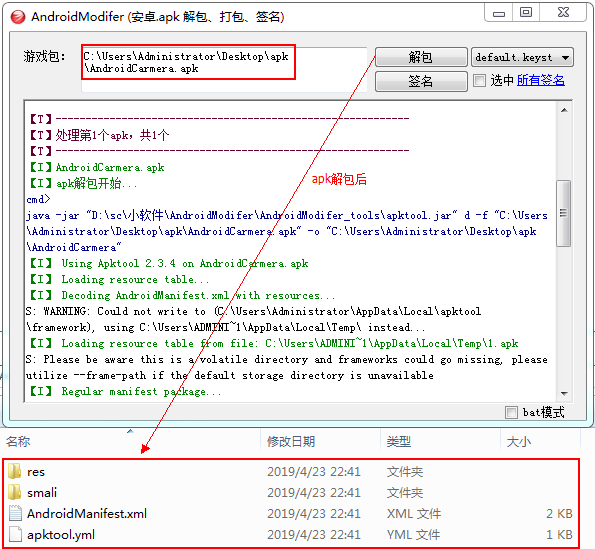 AndroidModifer (安卓.apk 解包、打包、签名)
游戏包：
C:\Users\Administrator\Desktop\apk
\AndroidCarmera.apk
解包
default.keyst
签名
选中 所有签名
【T】------------------------------------------------------
【T】处理第1个apk，共1个
【T】------------------------------------------------------
【I】AndroidCarmera.apk
【I】apk解包开始...
apk解包后
cmd>
java -jar "D:\sc\小软件\AndroidModifer\AndroidModifer_tools\apktool.jar" d -f "C:\Users
\Administrator\Desktop\apk\AndroidCarmera.apk" -o "C:\Users\Administrator\Desktop\apk
\AndroidCarmera"
【I】 Using Apktool 2.3.4 on AndroidCarmera.apk
【I】 Loading resource table...
【I】 Decoding AndroidManifest.xml with resources...
S: WARNING: Could not write to (C:\Users\Administrator\AppData\Local\apktool
\framework), using C:\Users\ADMINI~1\AppData\Local\Temp\ instead...
【I】 Loading resource table from file: C:\Users\ADMINI~1\AppData\Local\Temp\1.apk
S: Please be aware this is a volatile directory and frameworks could go missing, please
utilize --frame-path if the default storage directory is unavailable
【I】 Regular manifest package...
bat模式
名称 修改日期 类型 大小
res 2019/4/23 22:41 文件夹
smali 2019/4/23 22:41 文件夹
AndroidManifest.xml 2019/4/23 22:41 XML 文件 2 KB
apktool.yml 2019/4/23 22:41 YML 文件 1 KB